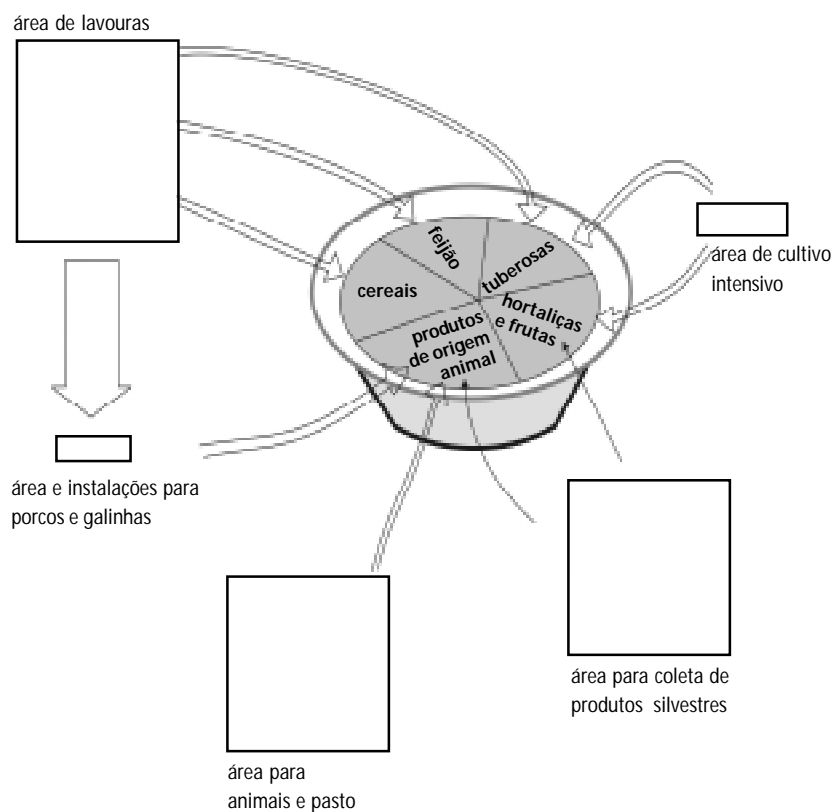 área de lavouras
feijão
tuberosas
cereais
hortaliças
e frutas
produtos
de origem
animal
área de cultivo
intensivo
área e instalações para
porcos e galinhas
área para coleta de
produtos silvestres
área para
animais e pasto